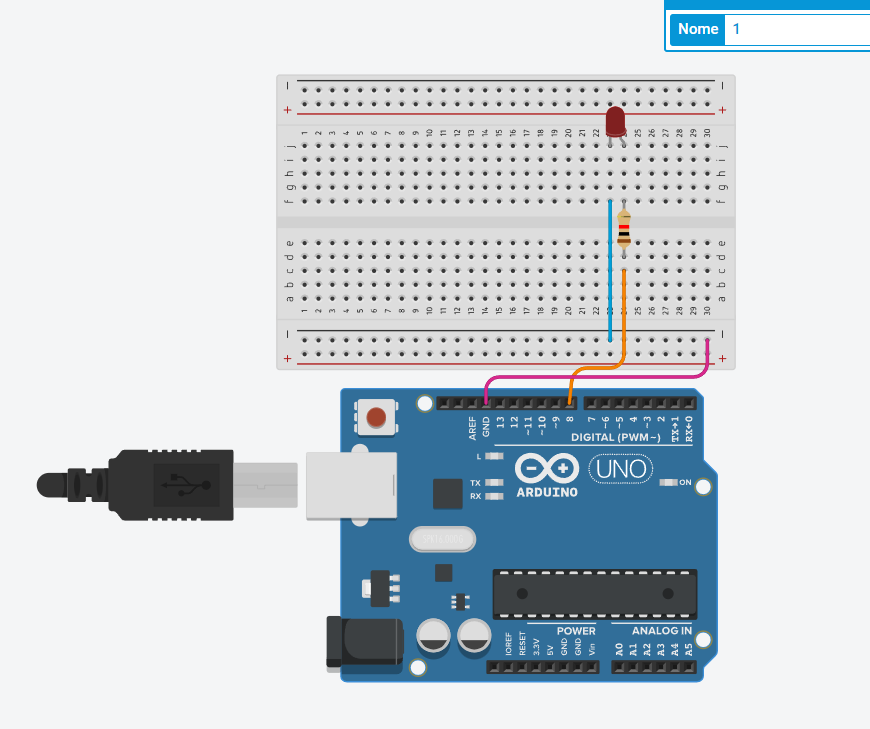 Nome 1
− −
+ +
1 2 3 4 5 6 7 8 9 10 11 12 13 14 15 16 17 18 19 20 21 22 25 26 27 28 29 30
j j
i i
h h
g g
f f
e e
d d
c c
b b
a a
1 2 3 4 5 6 7 8 9 10 11 12 13 14 15 16 17 18 19 20 21 22 25 26 27 28 29 30
− −
+ +
AREF GND 13 12 ~11 ~10 ~9 8 7 ~6 ~5 4 ~3 2 TX→1 RX←0
DIGITAL (PWM~)
L
TX
RX
UNO
ON
ARDUINO
POWER ANALOG IN
IOREF RESET 3.3V 5V GND GND Vin A0 A1 A2 A3 A4 A5